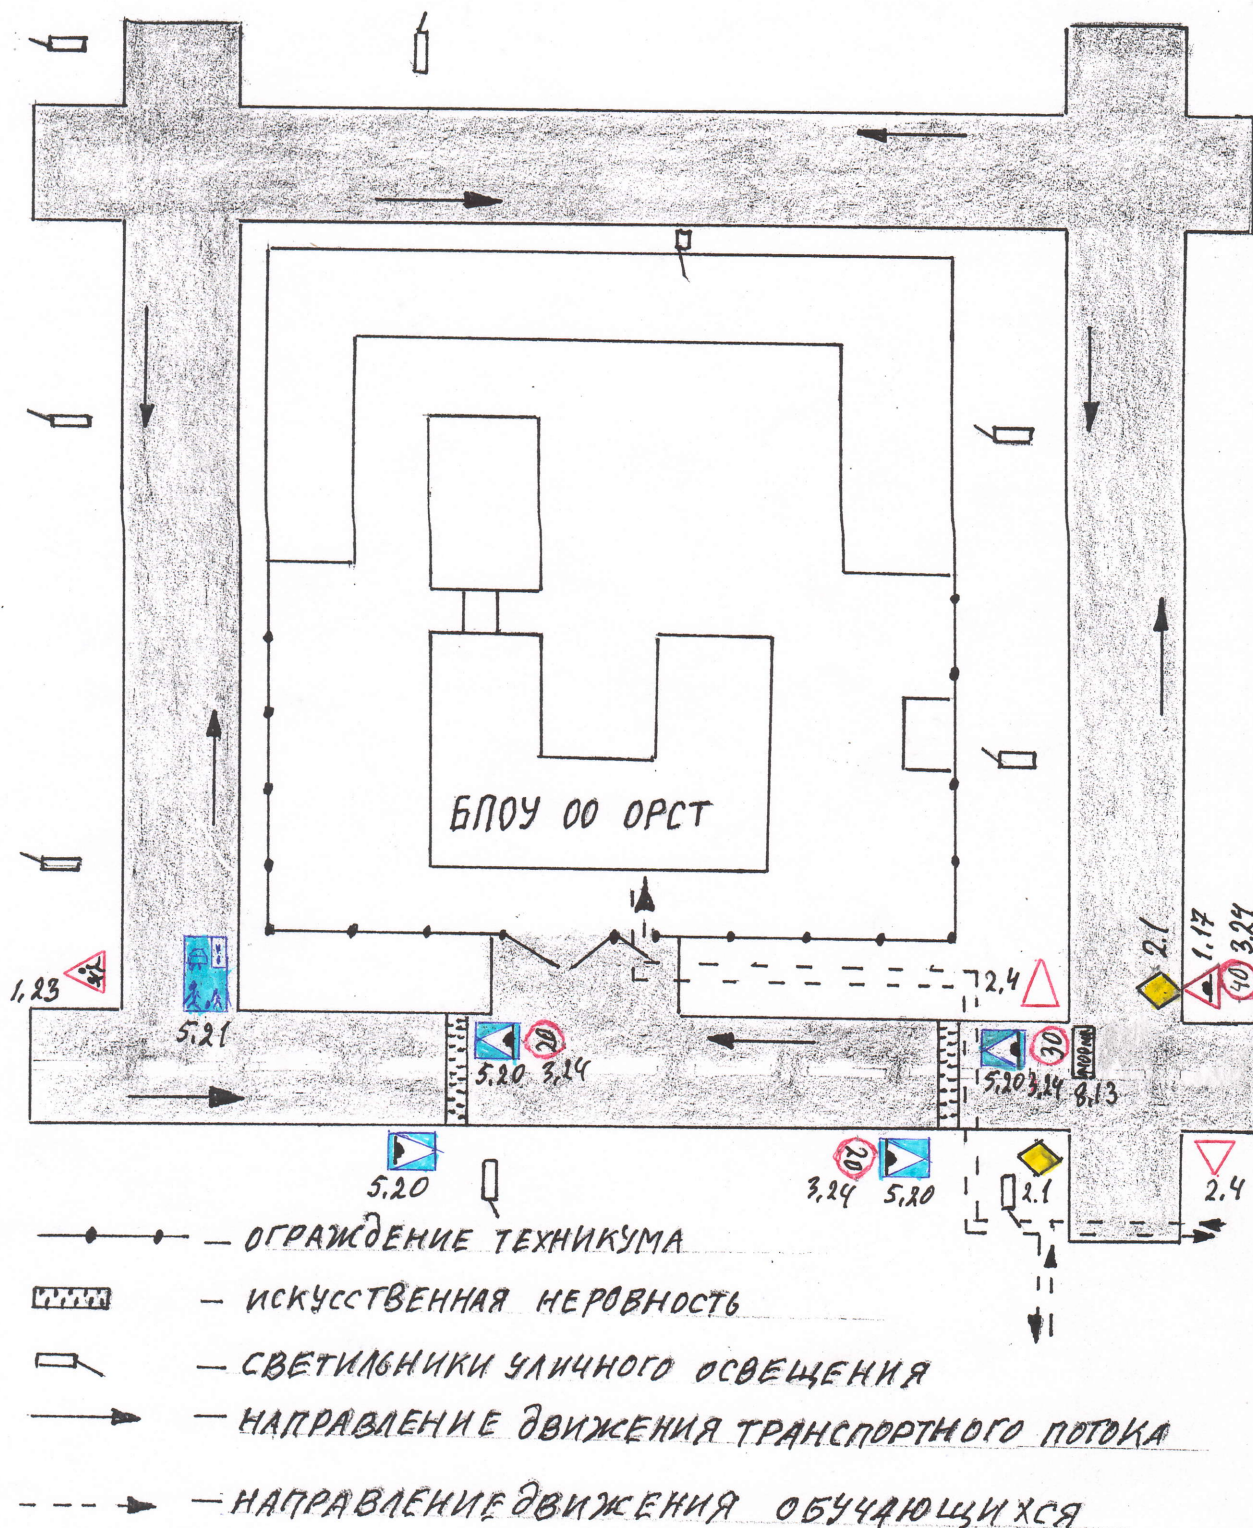 БПОУ ОО ОРСТ
2.1
1.17
3.24
40
1,23
5,21
2,4
20
5,20 3,24
30
5,20 3,24 8,13
5,20
20
3,24 5,20
2.1
2.4
— ОГРАЖДЕНИЕ ТЕХНИКУМА
— ИСКУССТВЕННАЯ НЕРОВНОСТЬ
— СВЕТИЛЬНИКИ УЛИЧНОГО ОСВЕЩЕНИЯ
— НАПРАВЛЕНИЕ ДВИЖЕНИЯ ТРАНСПОРТНОГО ПОТОКА
— НАПРАВЛЕНИЕ ДВИЖЕНИЯ ОБУЧАЮЩИХСЯ